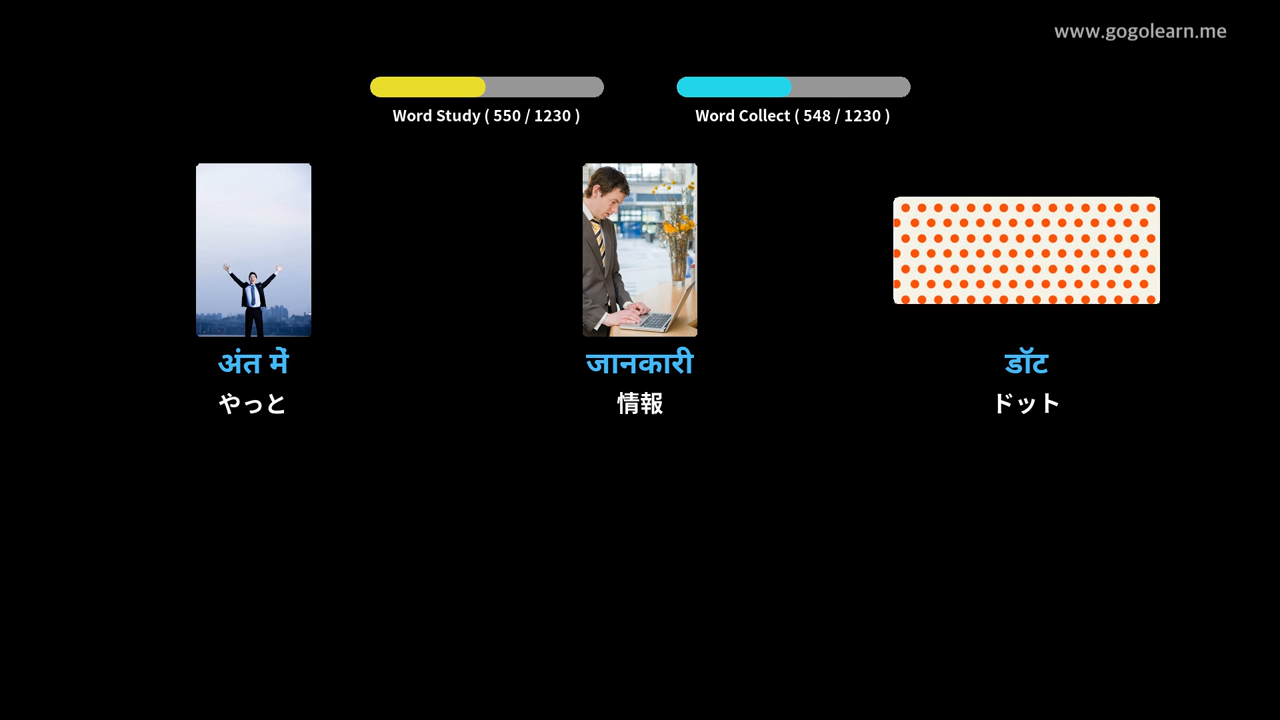 www.gogolearn.me
Word Study ( 550 / 1230 )
Word Collect ( 548 / 1230 )
अंत में
जानकारी
डॉट
やっと
情報
ドット